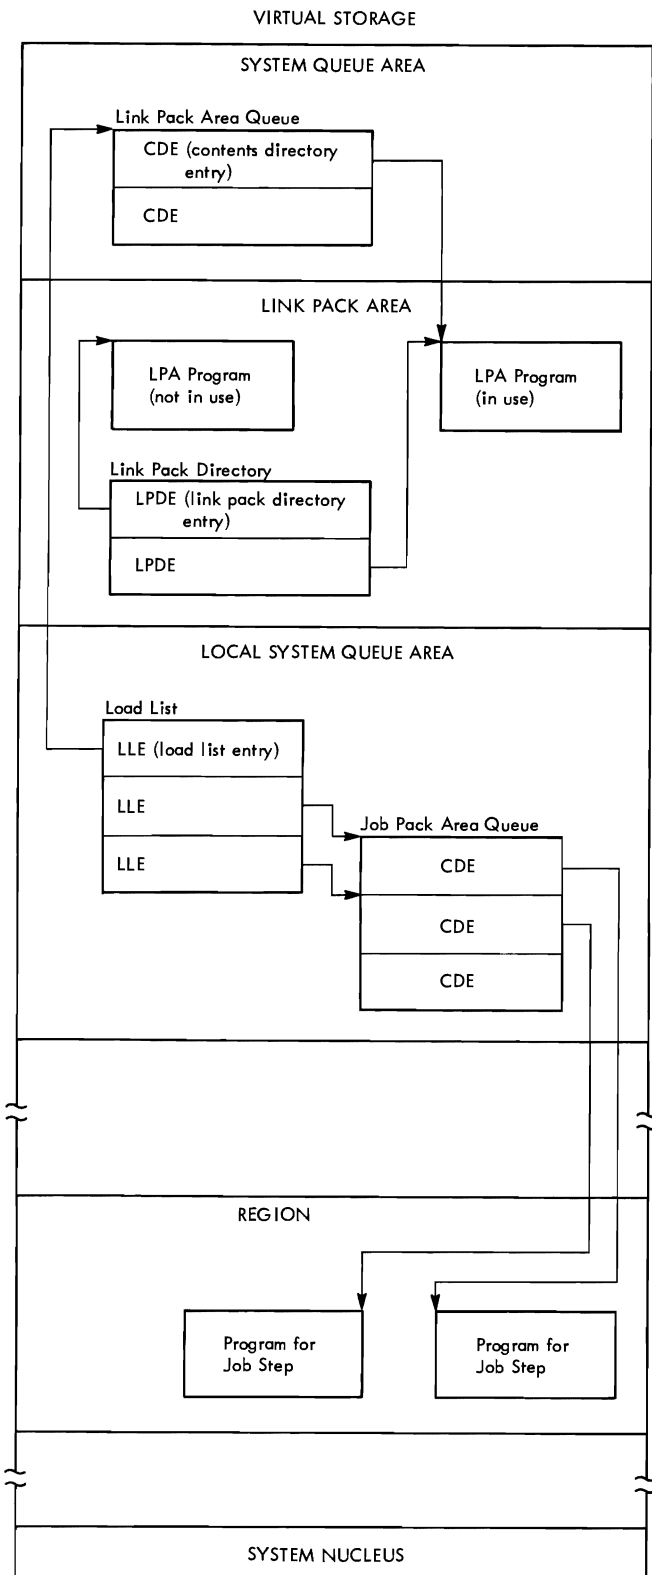 VIRTUAL STORAGE
SYSTEM QUEUE AREA
Link Pack Area Queue
CDE (contents directory
entry)
CDE
LINK PACK AREA
LPA Program
(not in use)
LPA Program
(in use)
Link Pack Directory
LPDE (link pack directory
entry)
LPDE
LOCAL SYSTEM QUEUE AREA
Load List
LLE (load list entry)
LLE
LLE
Job Pack Area Queue
CDE
CDE
CDE
REGION
Program for
Job Step
Program for
Job Step
SYSTEM NUCLEUS